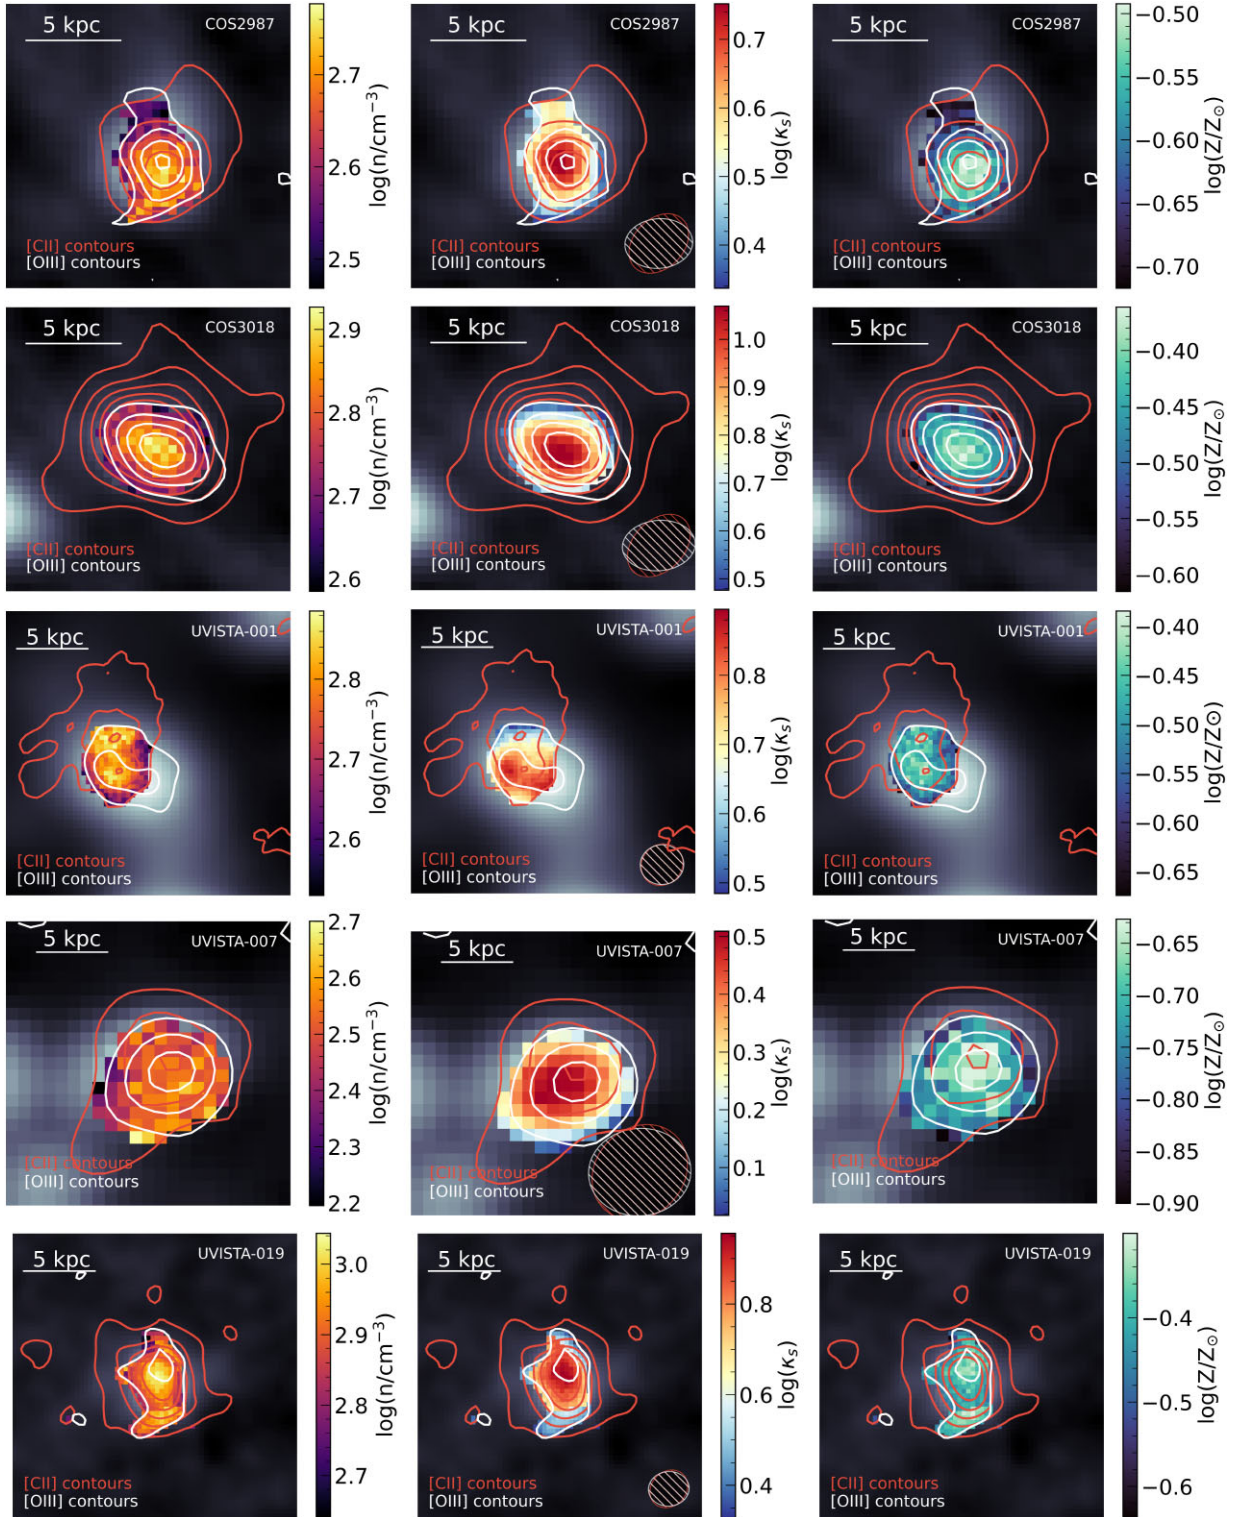 5 kpc COS2987
2.7
2.6
2.5
log(n/cm⁻³)
[CII] contours
[OIII] contours
5 kpc COS2987
0.7
0.6
0.5
0.4
log(κₛ)
[CII] contours
[OIII] contours
5 kpc COS2987
−0.50
−0.55
−0.60
−0.65
−0.70
log(Z/Z⊙)
[CII] contours
[OIII] contours
5 kpc COS3018
2.9
2.8
2.7
2.6
log(n/cm⁻³)
[CII] contours
[OIII] contours
5 kpc COS3018
1.0
0.9
0.8
0.7
0.6
0.5
log(κₛ)
[CII] contours
[OIII] contours
5 kpc COS3018
−0.40
−0.45
−0.50
−0.55
−0.60
log(Z/Z⊙)
[CII] contours
[OIII] contours
5 kpc UVISTA-001
2.8
2.7
2.6
log(n/cm⁻³)
[CII] contours
[OIII] contours
5 kpc UVISTA-001
0.8
0.7
0.6
0.5
log(κₛ)
[CII] contours
[OIII] contours
5 kpc UVISTA-001
−0.40
−0.45
−0.50
−0.55
−0.60
−0.65
log(Z/Z⊙)
[CII] contours
[OIII] contours
5 kpc UVISTA-007
2.7
2.6
2.5
2.4
2.3
2.2
log(n/cm⁻³)
[CII] contours
[OIII] contours
5 kpc UVISTA-007
0.5
0.4
0.3
0.2
0.1
log(κₛ)
[CII] contours
[OIII] contours
5 kpc UVISTA-007
−0.65
−0.70
−0.75
−0.80
−0.85
−0.90
log(Z/Z⊙)
[CII] contours
[OIII] contours
5 kpc UVISTA-019
3.0
2.9
2.8
2.7
log(n/cm⁻³)
[CII] contours
[OIII] contours
5 kpc UVISTA-019
0.8
0.6
0.4
log(κₛ)
[CII] contours
[OIII] contours
5 kpc UVISTA-019
−0.4
−0.5
−0.6
log(Z/Z⊙)
[CII] contours
[OIII] contours